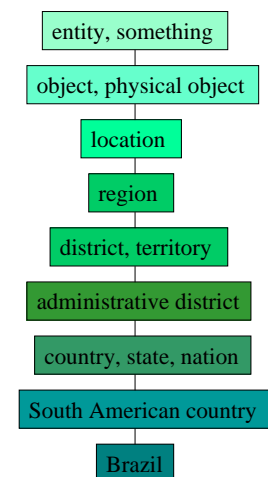 entity, something
object, physical object
location
region
district, territory
administrative district
country, state, nation
South American country
Brazil